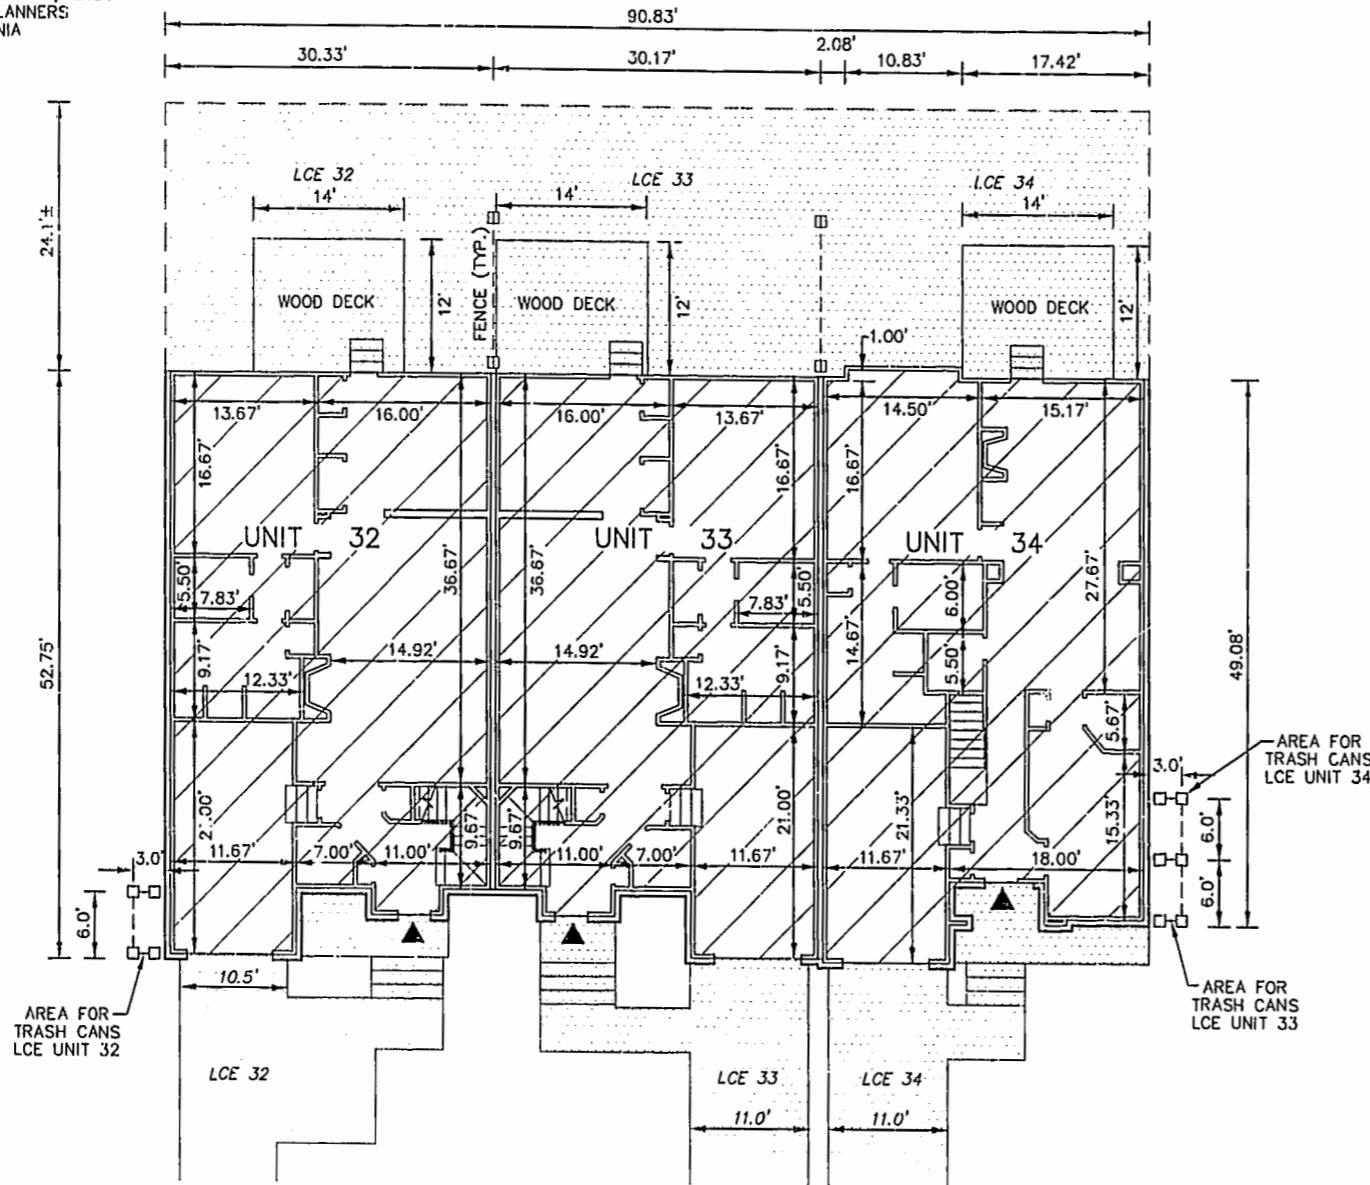 LANNERS
NIA
90.83'
2.08'
30.33'
30.17'
10.83'
17.42'
LCE 32
14'
LCE 33
14'
LCE 34
14'
24.1'±
FENCE (TYP.)
WOOD DECK
12'
WOOD DECK
12'
WOOD DECK
12'
1.00'
13.67'
16.00'
16.00'
13.67'
14.50'
15.17'
16.67'
16.67'
16.67'
UNIT 32
UNIT 33
UNIT 34
36.67'
36.67'
27.67'
5.50'
7.83'
7.83'
5.50'
6.00'
52.75'
49.08'
9.17'
14.92'
14.92'
9.17'
14.67'
5.50'
12.33'
12.33'
5.67'
AREA FOR
TRASH CANS
LCE UNIT 34
3.0'
21.00'
21.33'
15.33'
6.0'
9.67'
9.67'
3.0'
11.67'
7.00'
11.00'
11.00'
7.00'
11.67'
11.67'
18.00'
6.0'
6.0'
10.5'
AREA FOR
TRASH CANS
LCE UNIT 32
AREA FOR
TRASH CANS
LCE UNIT 33
LCE 32
LCE 33
LCE 34
11.0'
11.0'